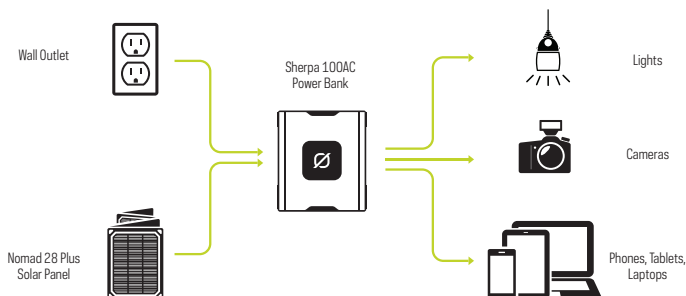 Wall Outlet
Sherpa 100AC
Power Bank
Lights
Cameras
Nomad 28 Plus
Solar Panel
Phones, Tablets,
Laptops